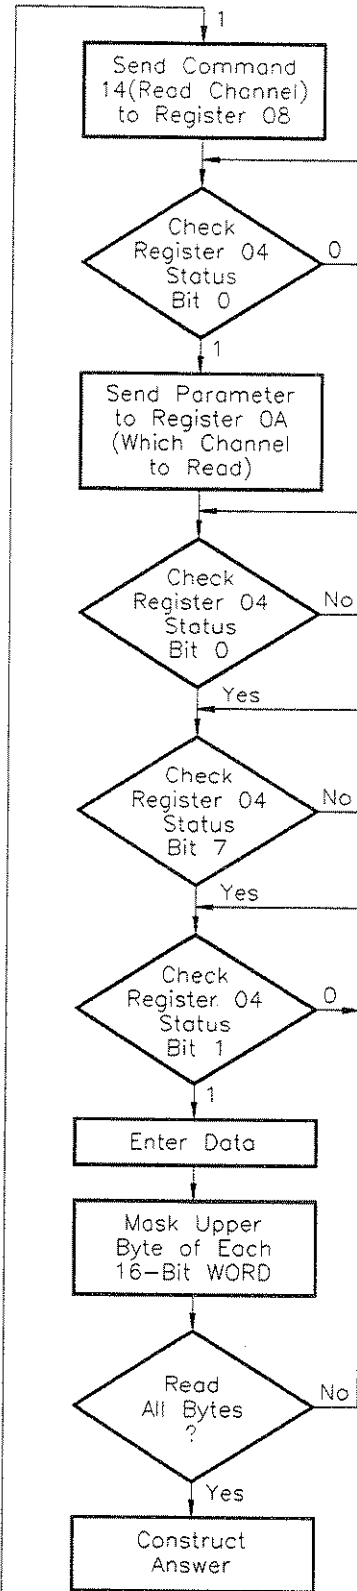 1
Send Command
14(Read Channel)
to Register 08
Check
Register 04
Status
Bit 0
0
1
Send Parameter
to Register 0A
(Which Channel
to Read)
Check
Register 04
Status
Bit 0
No
Yes
Check
Register 04
Status
Bit 7
No
Yes
Check
Register 04
Status
Bit 1
0
1
Enter Data
Mask Upper
Byte of Each
16-Bit WORD
Read
All Bytes
?
No
Yes
Construct
Answer